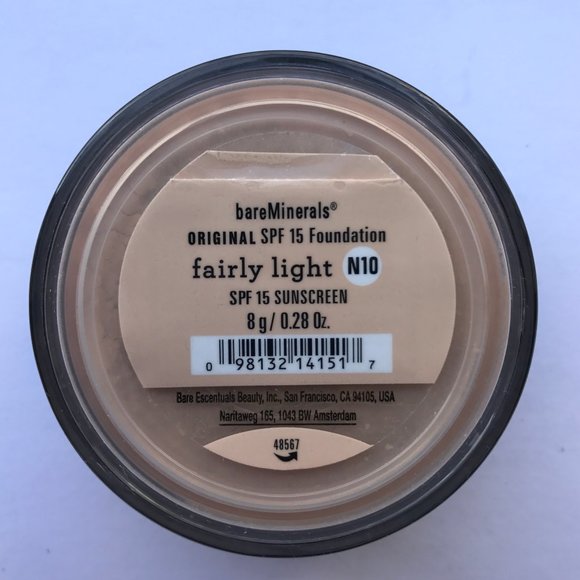 bareMinerals®
ORIGINAL SPF 15 Foundation
fairly light N10
SPF 15 SUNSCREEN
8 g / 0.28 Oz.
0 98132 14151 7
Bare Escentuals Beauty, Inc., San Francisco, CA 94105, USA
Naritaweg 165, 1043 BW Amsterdam
48567